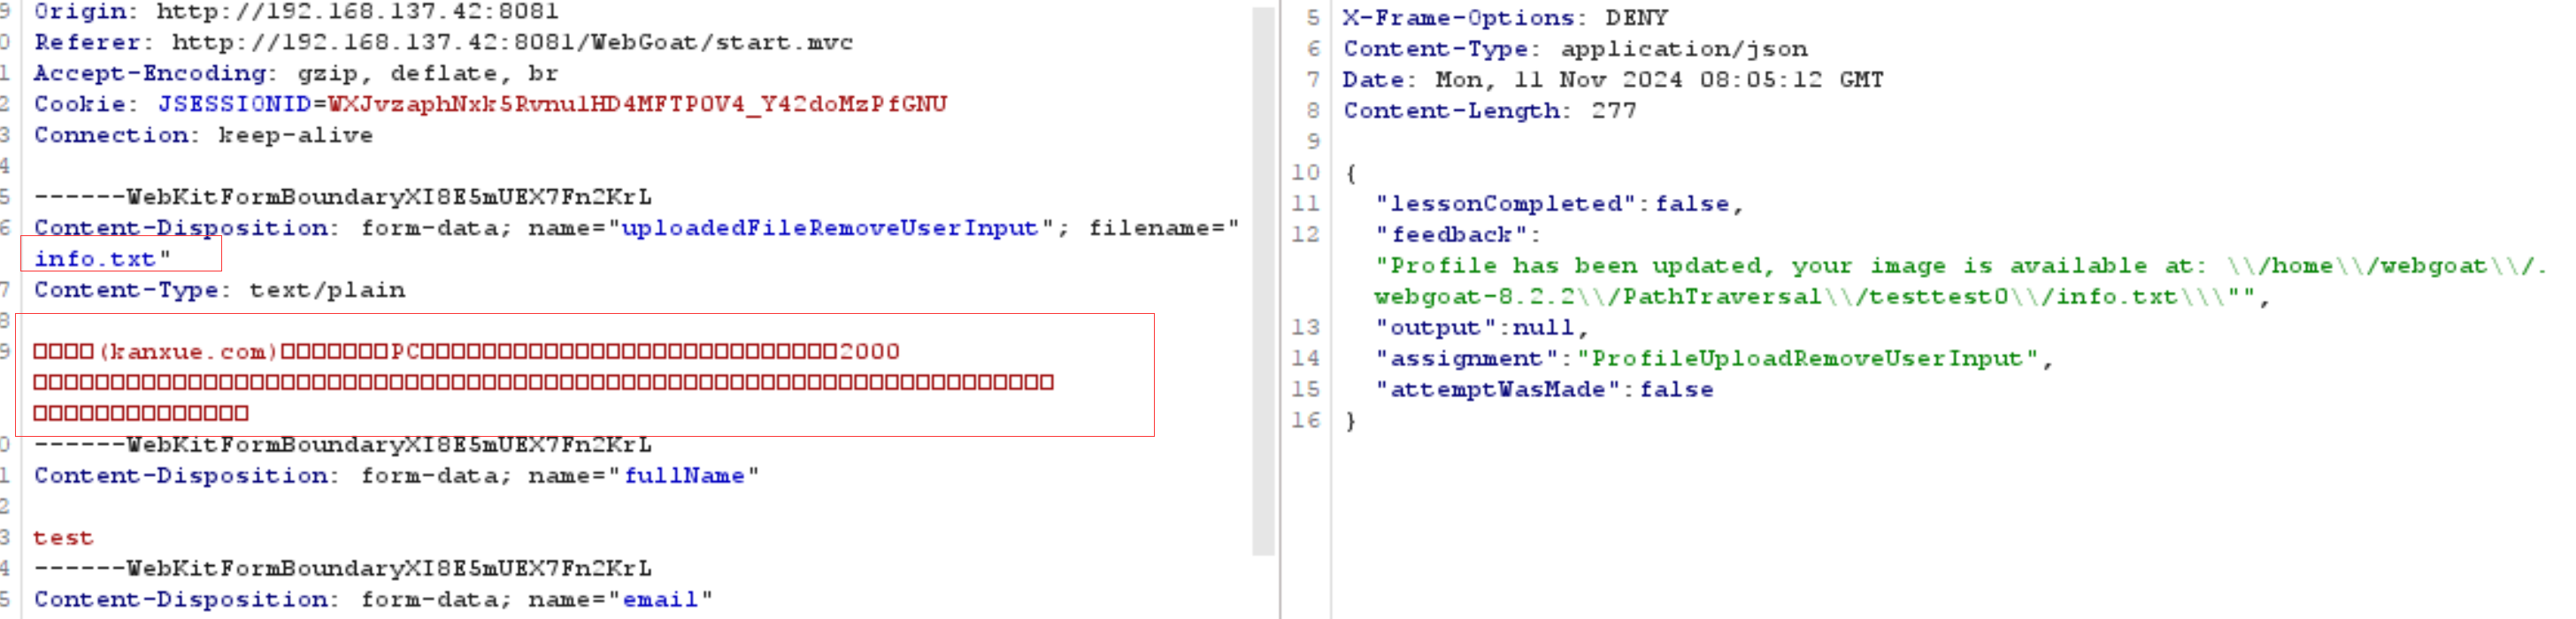 9 Origin: http://192.168.137.42:8081
0 Referer: http://192.168.137.42:8081/WebGoat/start.mvc
1 Accept-Encoding: gzip, deflate, br
2 Cookie: JSESSIONID=WXJvzaphNxk5Rvnu1HD4MFTP0V4_Y42doMzPfGNU
3 Connection: keep-alive
4
5 ------WebKitFormBoundaryXI8E5mUEX7Fn2KrL
6 Content-Disposition: form-data; name="uploadedFileRemoveUserInput"; filename="
info.txt"
7 Content-Type: text/plain
8
9 □□□□(kanxue.com)□□□□□□□PC□□□□□□□□□□□□□□□□□□□□□□□□□□□2000
□□□□□□□□□□□□□□□□□□□□□□□□□□□□□□□□□□□□□□□□□□□□□□□□□□□□□□□□□□□□□□□□□□
□□□□□□□□□□□□□□
0 ------WebKitFormBoundaryXI8E5mUEX7Fn2KrL
1 Content-Disposition: form-data; name="fullName"
2
3 test
4 ------WebKitFormBoundaryXI8E5mUEX7Fn2KrL
5 Content-Disposition: form-data; name="email"
5 X-Frame-Options: DENY
6 Content-Type: application/json
7 Date: Mon, 11 Nov 2024 08:05:12 GMT
8 Content-Length: 277
9
10 {
11 "lessonCompleted":false,
12 "feedback":
"Profile has been updated, your image is available at: \\/home\\/webgoat\\/.
webgoat-8.2.2\\/PathTraversal\\/testtest0\\/info.txt\\\"",
13 "output":null,
14 "assignment":"ProfileUploadRemoveUserInput",
15 "attemptWasMade":false
16 }